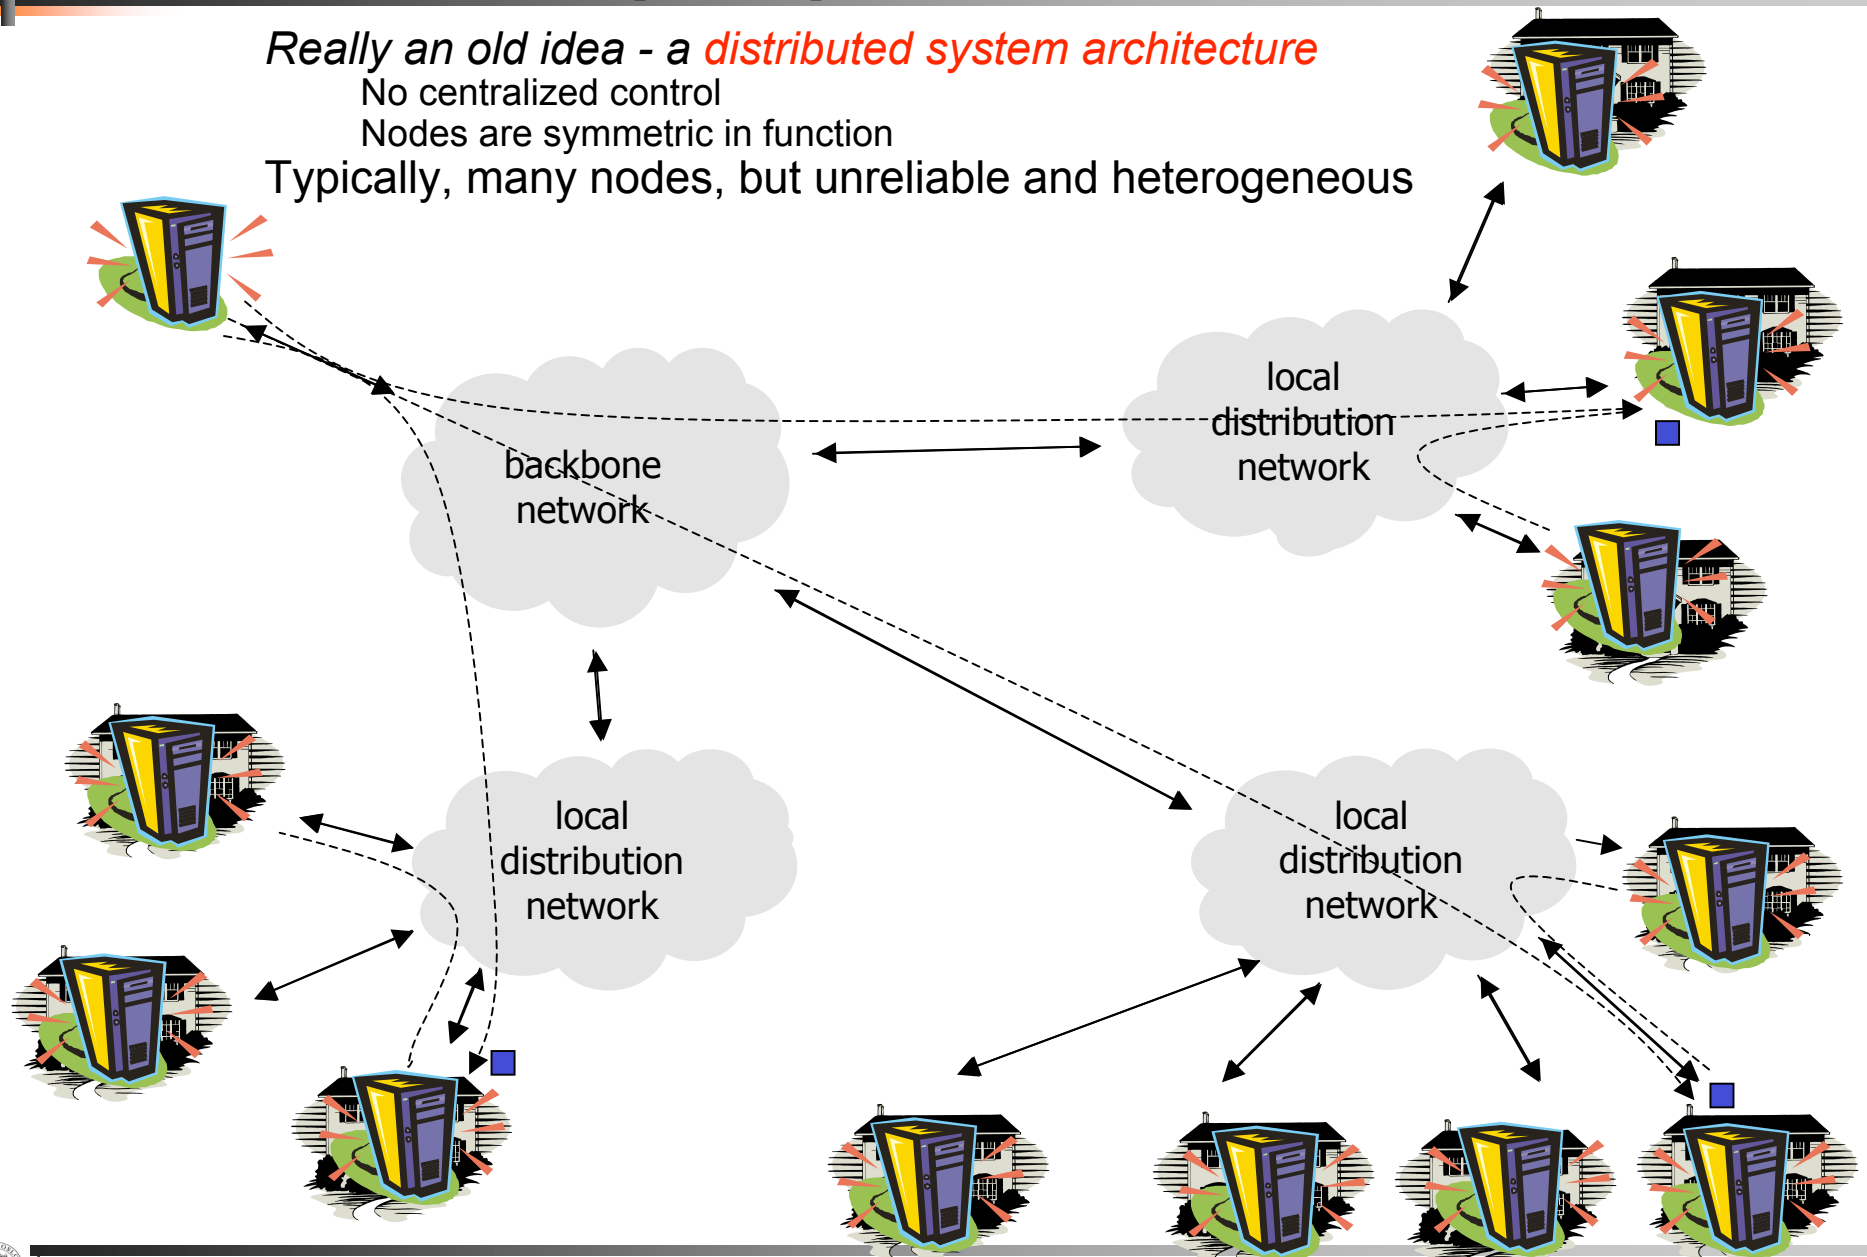 Really an old idea - a distributed system architecture
No centralized control
Nodes are symmetric in function
Typically, many nodes, but unreliable and heterogeneous
local
distribution
network
backbone
network
local
distribution
network
local
distribution
network